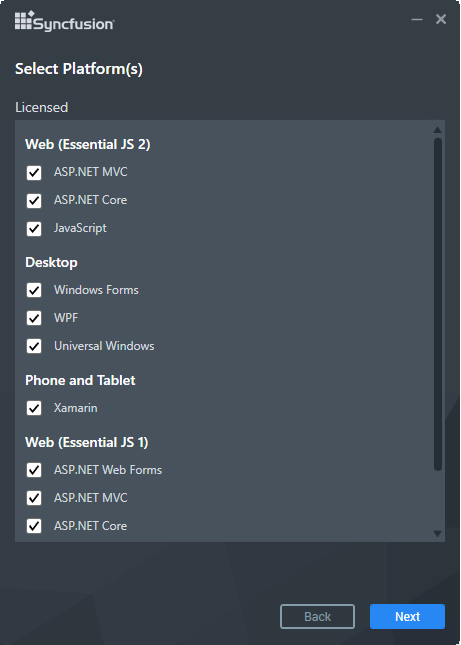 Syncfusion
Select Platform(s)
Licensed
Web (Essential JS 2)
ASP.NET MVC
ASP.NET Core
JavaScript
Desktop
Windows Forms
WPF
Universal Windows
Phone and Tablet
Xamarin
Web (Essential JS 1)
ASP.NET Web Forms
ASP.NET MVC
ASP.NET Core
Back Next